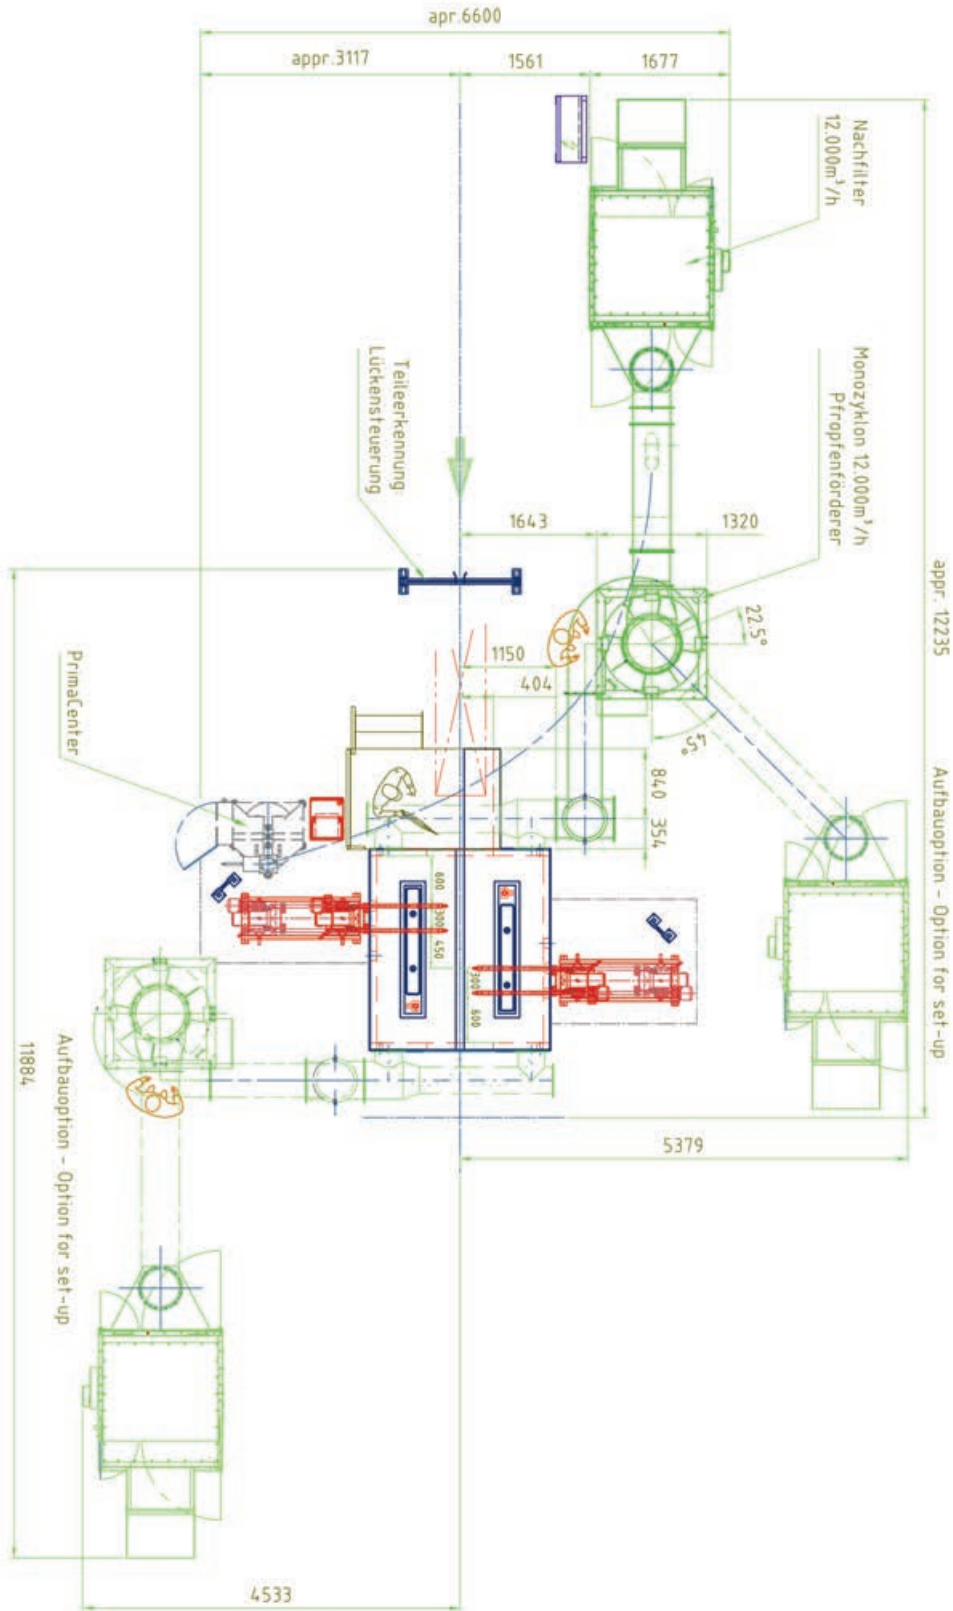 apr.6600
appr.3117
1561
1677
Nachfilter
12.000m³/h
Monozyklon 12.000m³/h
Pfropfenförderer
Teileerkennung
Lückensteuerung
1643
1320
appr. 12235
22.5°
1150
404
45°
PrimaCenter
840
354
Aufbauoption - Option for set-up
600
300
450
300
600
Aufbauoption - Option for set-up
11884
5379
4533